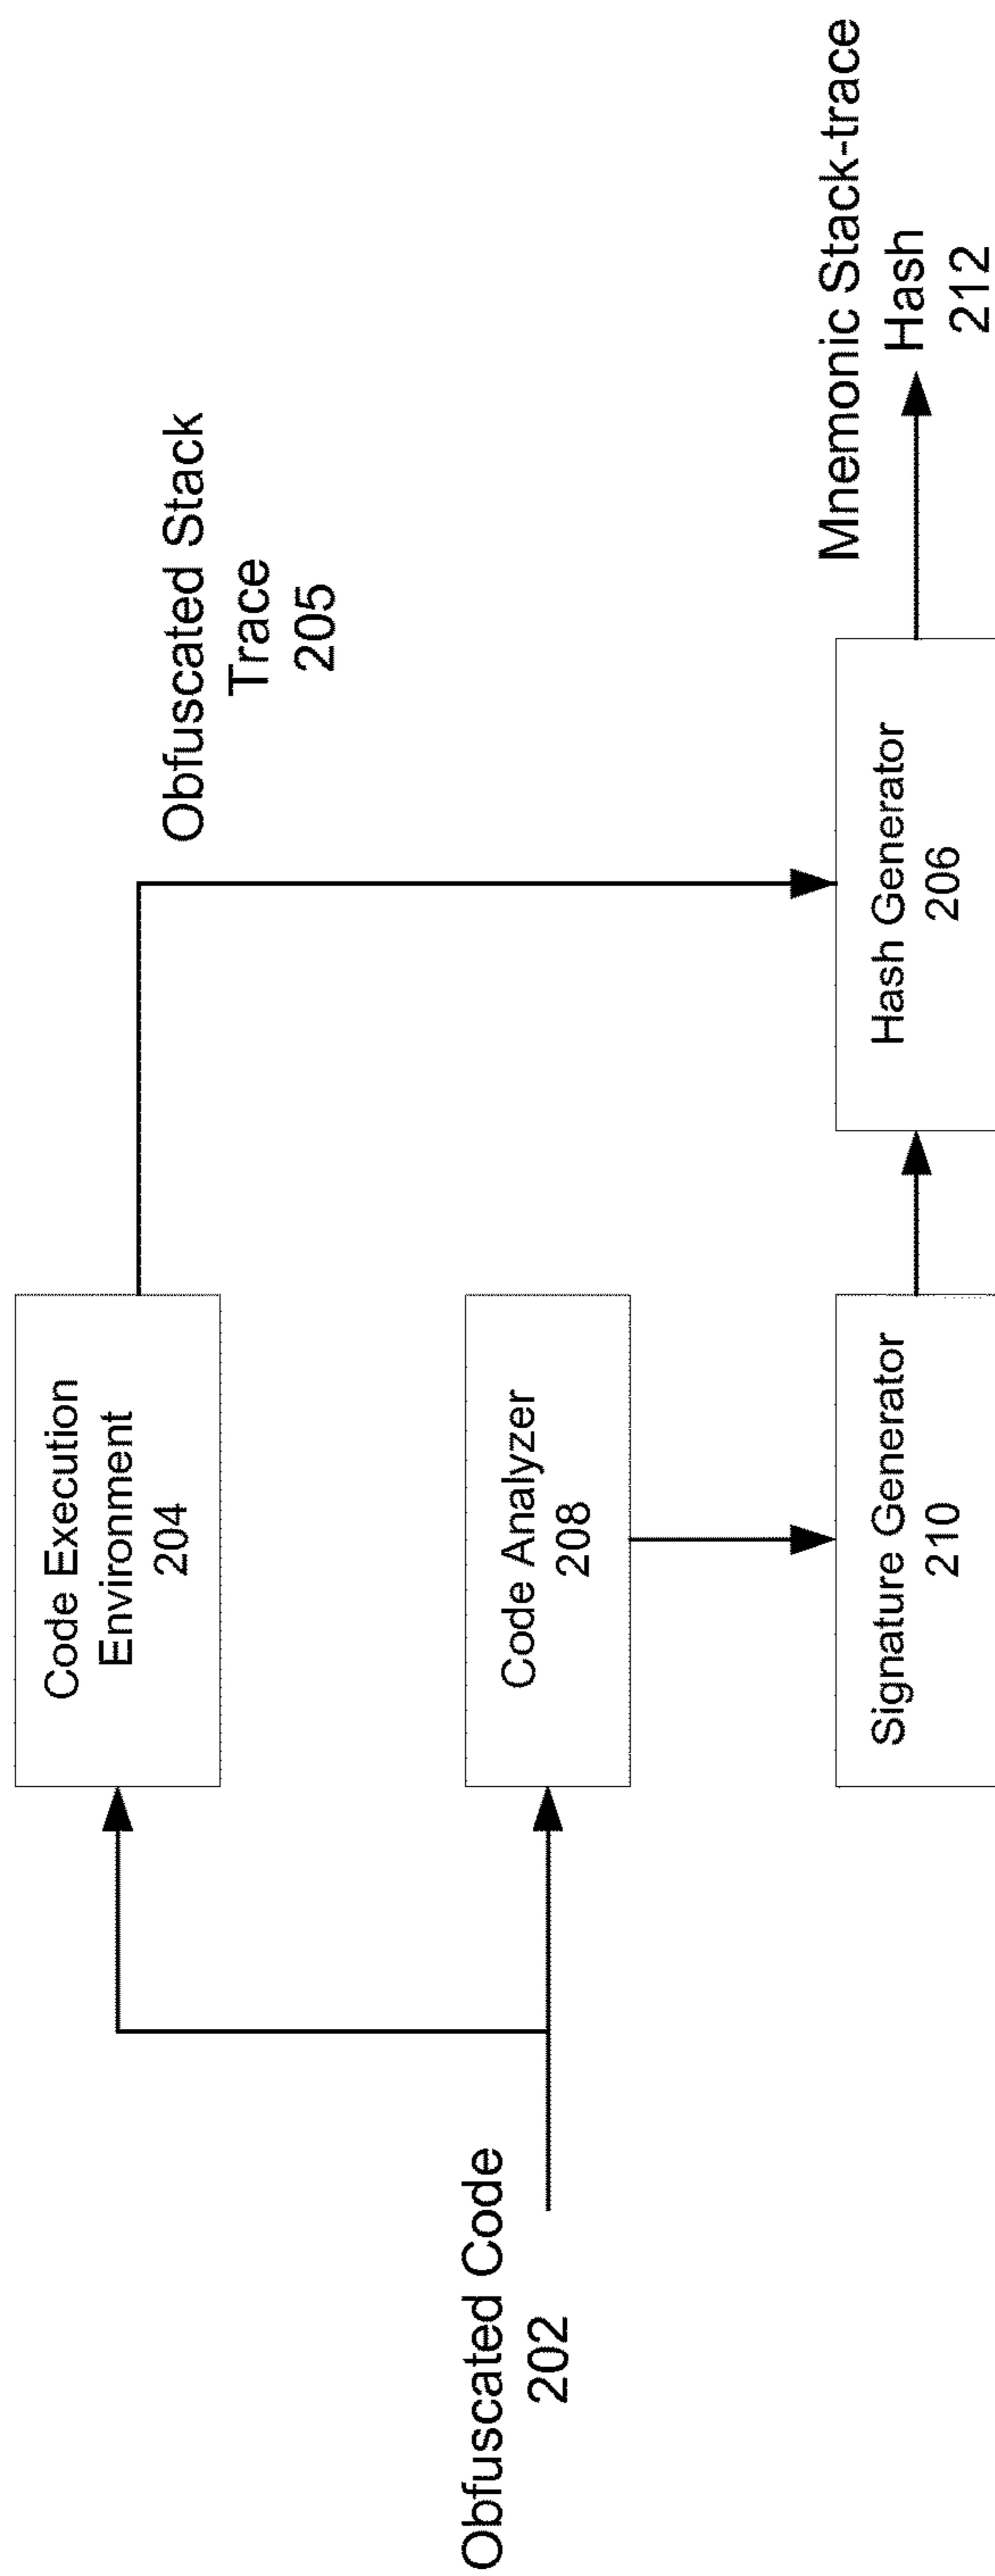 Obfuscated Code
202
Code Execution
Environment
204
Code Analyzer
208
Signature Generator
210
Obfuscated Stack
Trace
205
Hash Generator
206
Mnemonic Stack-trace
Hash
212